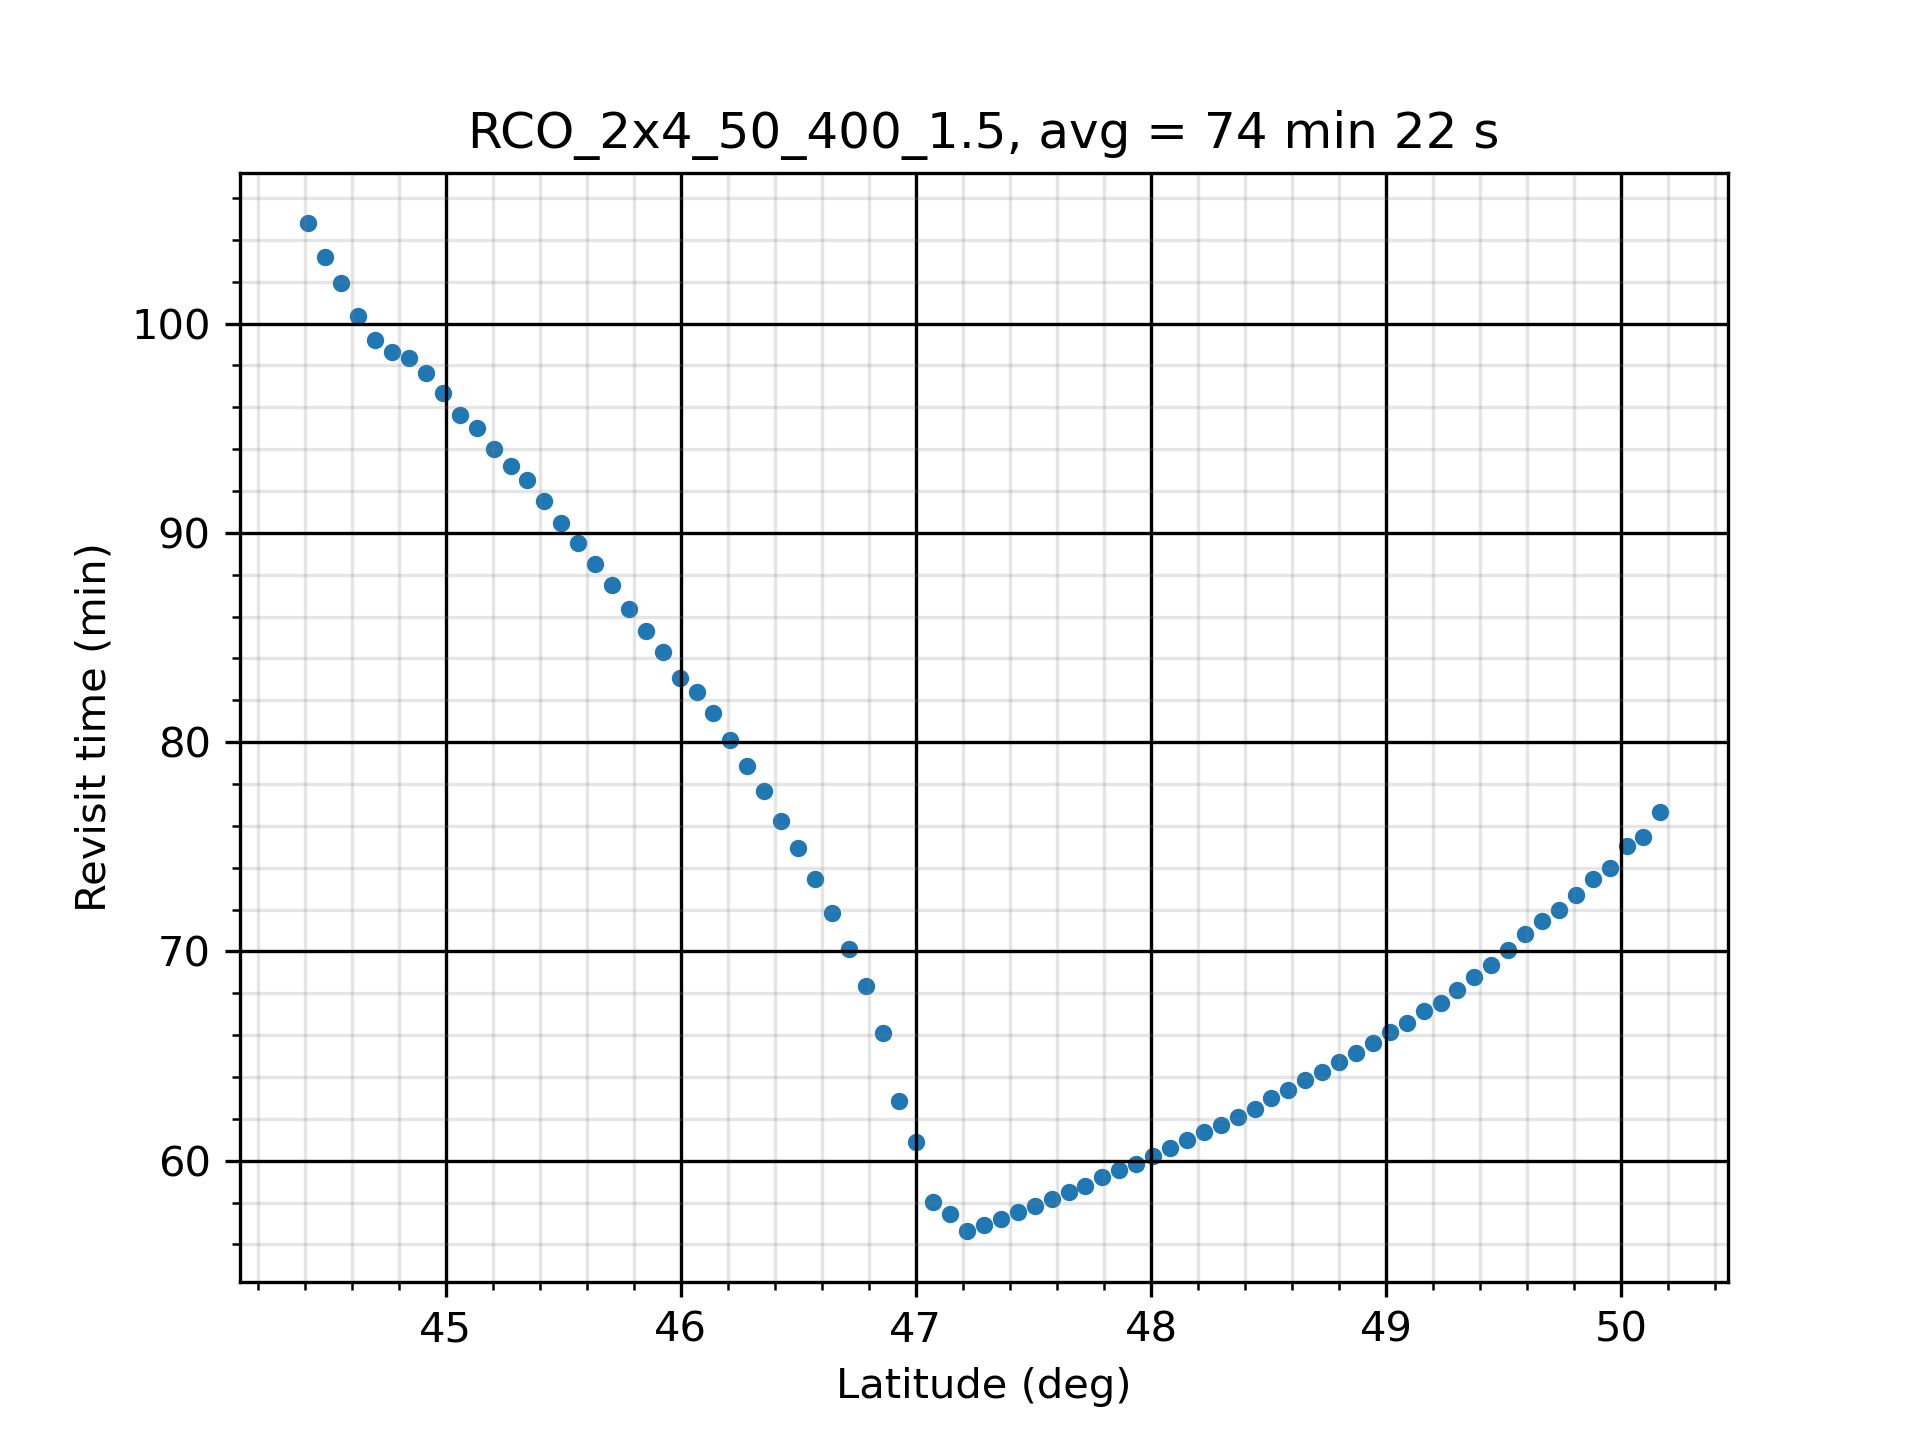 RCO_2x4_50_400_1.5, avg = 74 min 22 s
100
90
80
70
60
Revisit time (min)
45 46 47 48 49 50
Latitude (deg)